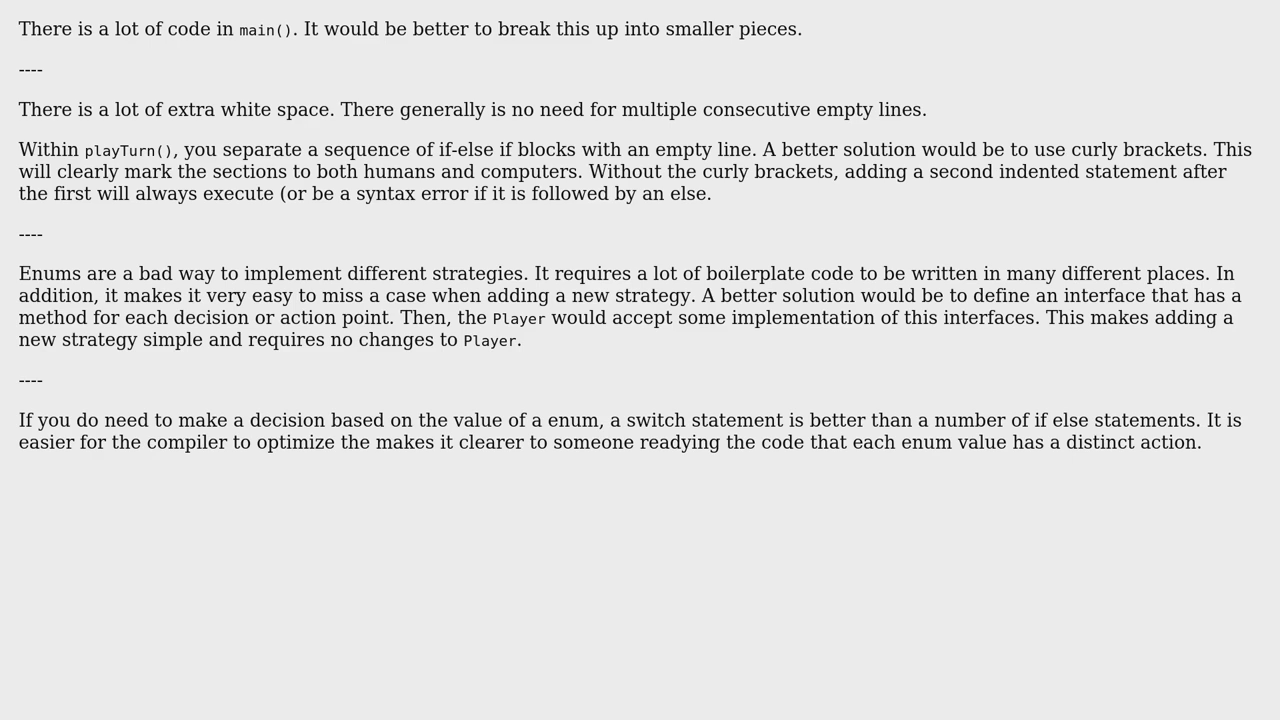 There is a lot of code in main(). It would be better to break this up into smaller pieces.
----
There is a lot of extra white space. There generally is no need for multiple consecutive empty lines.
Within playTurn(), you separate a sequence of if-else if blocks with an empty line. A better solution would be to use curly brackets. This
will clearly mark the sections to both humans and computers. Without the curly brackets, adding a second indented statement after
the first will always execute (or be a syntax error if it is followed by an else.
----
Enums are a bad way to implement different strategies. It requires a lot of boilerplate code to be written in many different places. In
addition, it makes it very easy to miss a case when adding a new strategy. A better solution would be to define an interface that has a
method for each decision or action point. Then, the Player would accept some implementation of this interfaces. This makes adding a
new strategy simple and requires no changes to Player.
----
If you do need to make a decision based on the value of a enum, a switch statement is better than a number of if else statements. It is
easier for the compiler to optimize the makes it clearer to someone readying the code that each enum value has a distinct action.